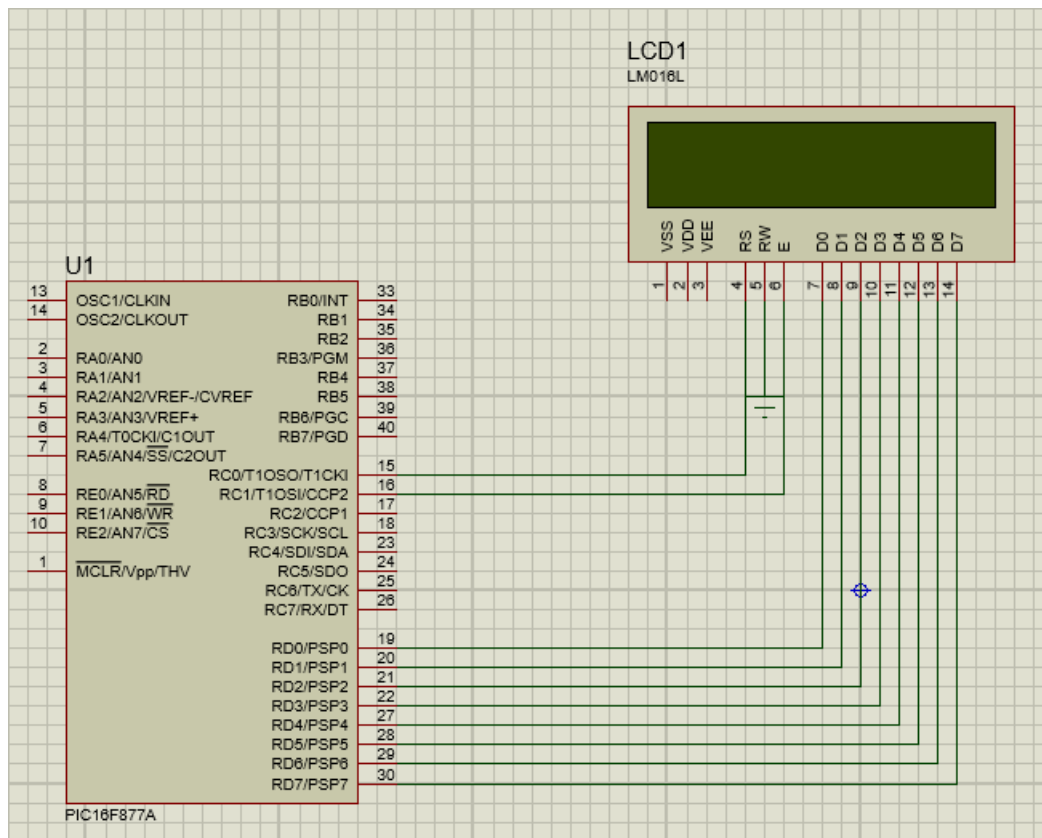 LCD1
LM016L
VSS
VDD
VEE
RS
RW
E
D0
D1
D2
D3
D4
D5
D6
D7
1
2
3
4
5
6
7
8
9
10
11
12
13
14
U1
13 OSC1/CLKIN RB0/INT 33
14 OSC2/CLKOUT RB1 34
RB2 35
2 RA0/AN0 RB3/PGM 36
3 RA1/AN1 RB4 37
4 RA2/AN2/VREF-/CVREF RB5 38
5 RA3/AN3/VREF+ RB6/PGC 39
6 RA4/T0CKI/C1OUT RB7/PGD 40
7 RA5/AN4/SS/C2OUT
RC0/T1OSO/T1CKI 15
8 RE0/AN5/RD RC1/T1OSI/CCP2 16
9 RE1/AN6/WR RC2/CCP1 17
10 RE2/AN7/CS RC3/SCK/SCL 18
RC4/SDI/SDA 23
1 MCLR/Vpp/THV RC5/SDO 24
RC6/TX/CK 25
RC7/RX/DT 26
RD0/PSP0 19
RD1/PSP1 20
RD2/PSP2 21
RD3/PSP3 22
RD4/PSP4 27
RD5/PSP5 28
RD6/PSP6 29
RD7/PSP7 30
PIC16F877A